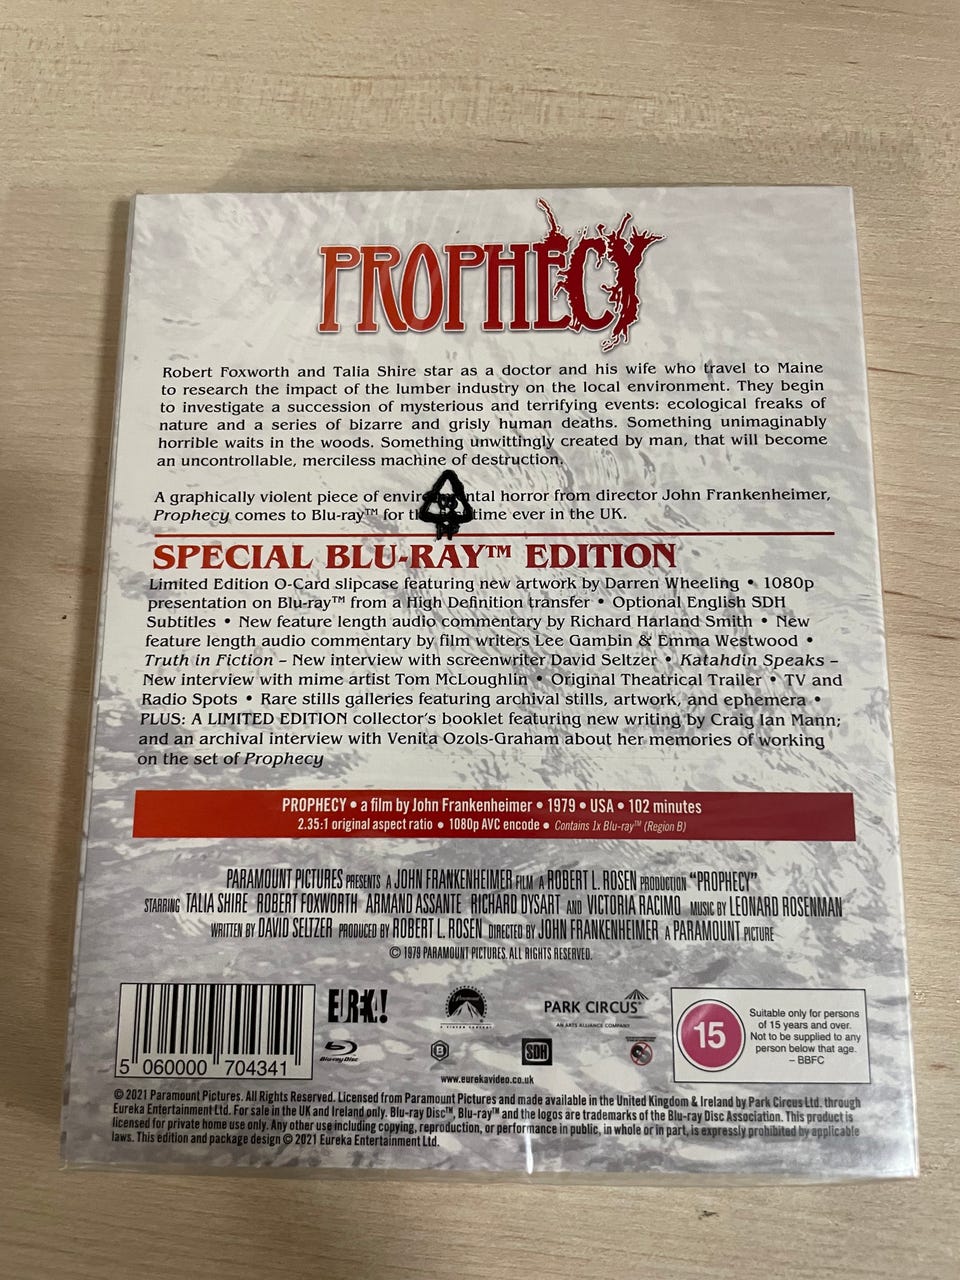 PROPHECY
Robert Foxworth and Talia Shire star as a doctor and his wife who travel to Maine
to research the impact of the lumber industry on the local environment. They begin
to investigate a succession of mysterious and terrifying events: ecological freaks of
nature and a series of bizarre and grisly human deaths. Something unimaginably
horrible waits in the woods. Something unwittingly created by man, that will become
an uncontrollable, merciless machine of destruction.
A graphically violent piece of environmental horror from director John Frankenheimer,
Prophecy comes to Blu-ray™ for the first time ever in the UK.
SPECIAL BLU-RAY™ EDITION
Limited Edition O-Card slipcase featuring new artwork by Darren Wheeling • 1080p
presentation on Blu-ray™ from a High Definition transfer • Optional English SDH
Subtitles • New feature length audio commentary by Richard Harland Smith • New
feature length audio commentary by film writers Lee Gambin & Emma Westwood •
Truth in Fiction – New interview with screenwriter David Seltzer • Katahdin Speaks –
New interview with mime artist Tom McLoughlin • Original Theatrical Trailer • TV and
Radio Spots • Rare stills galleries featuring archival stills, artwork, and ephemera •
PLUS: A LIMITED EDITION collector's booklet featuring new writing by Craig Ian Mann;
and an archival interview with Venita Ozols-Graham about her memories of working
on the set of Prophecy
PROPHECY • a film by John Frankenheimer • 1979 • USA • 102 minutes
2.35:1 original aspect ratio • 1080p AVC encode • Contains 1x Blu-ray™ (Region B)
PARAMOUNT PICTURES PRESENTS A JOHN FRANKENHEIMER FILM A ROBERT L. ROSEN PRODUCTION "PROPHECY"
STARRING TALIA SHIRE ROBERT FOXWORTH ARMAND ASSANTE RICHARD DYSART AND VICTORIA RACIMO MUSIC BY LEONARD ROSENMAN
WRITTEN BY DAVID SELTZER PRODUCED BY ROBERT L. ROSEN DIRECTED BY JOHN FRANKENHEIMER A PARAMOUNT PICTURE
© 1979 PARAMOUNT PICTURES. ALL RIGHTS RESERVED.
5 060000 704341
EUREKA!
Paramount
PARK CIRCUS
AN ARTS ALLIANCE COMPANY
Blu-ray Disc
B
SDH
15
Suitable only for persons
of 15 years and over.
Not to be supplied to any
person below that age.
– BBFC
www.eurekavideo.co.uk
© 2021 Paramount Pictures. All Rights Reserved. Licensed from Paramount Pictures and made available in the United Kingdom & Ireland by Park Circus Ltd. through
Eureka Entertainment Ltd. For sale in the UK and Ireland only. Blu-ray Disc™, Blu-ray™ and the logos are trademarks of the Blu-ray Disc Association. This product is
licensed for private home use only. Any other use including copying, reproduction, or performance in public, in whole or in part, is expressly prohibited by applicable
laws. This edition and package design © 2021 Eureka Entertainment Ltd.